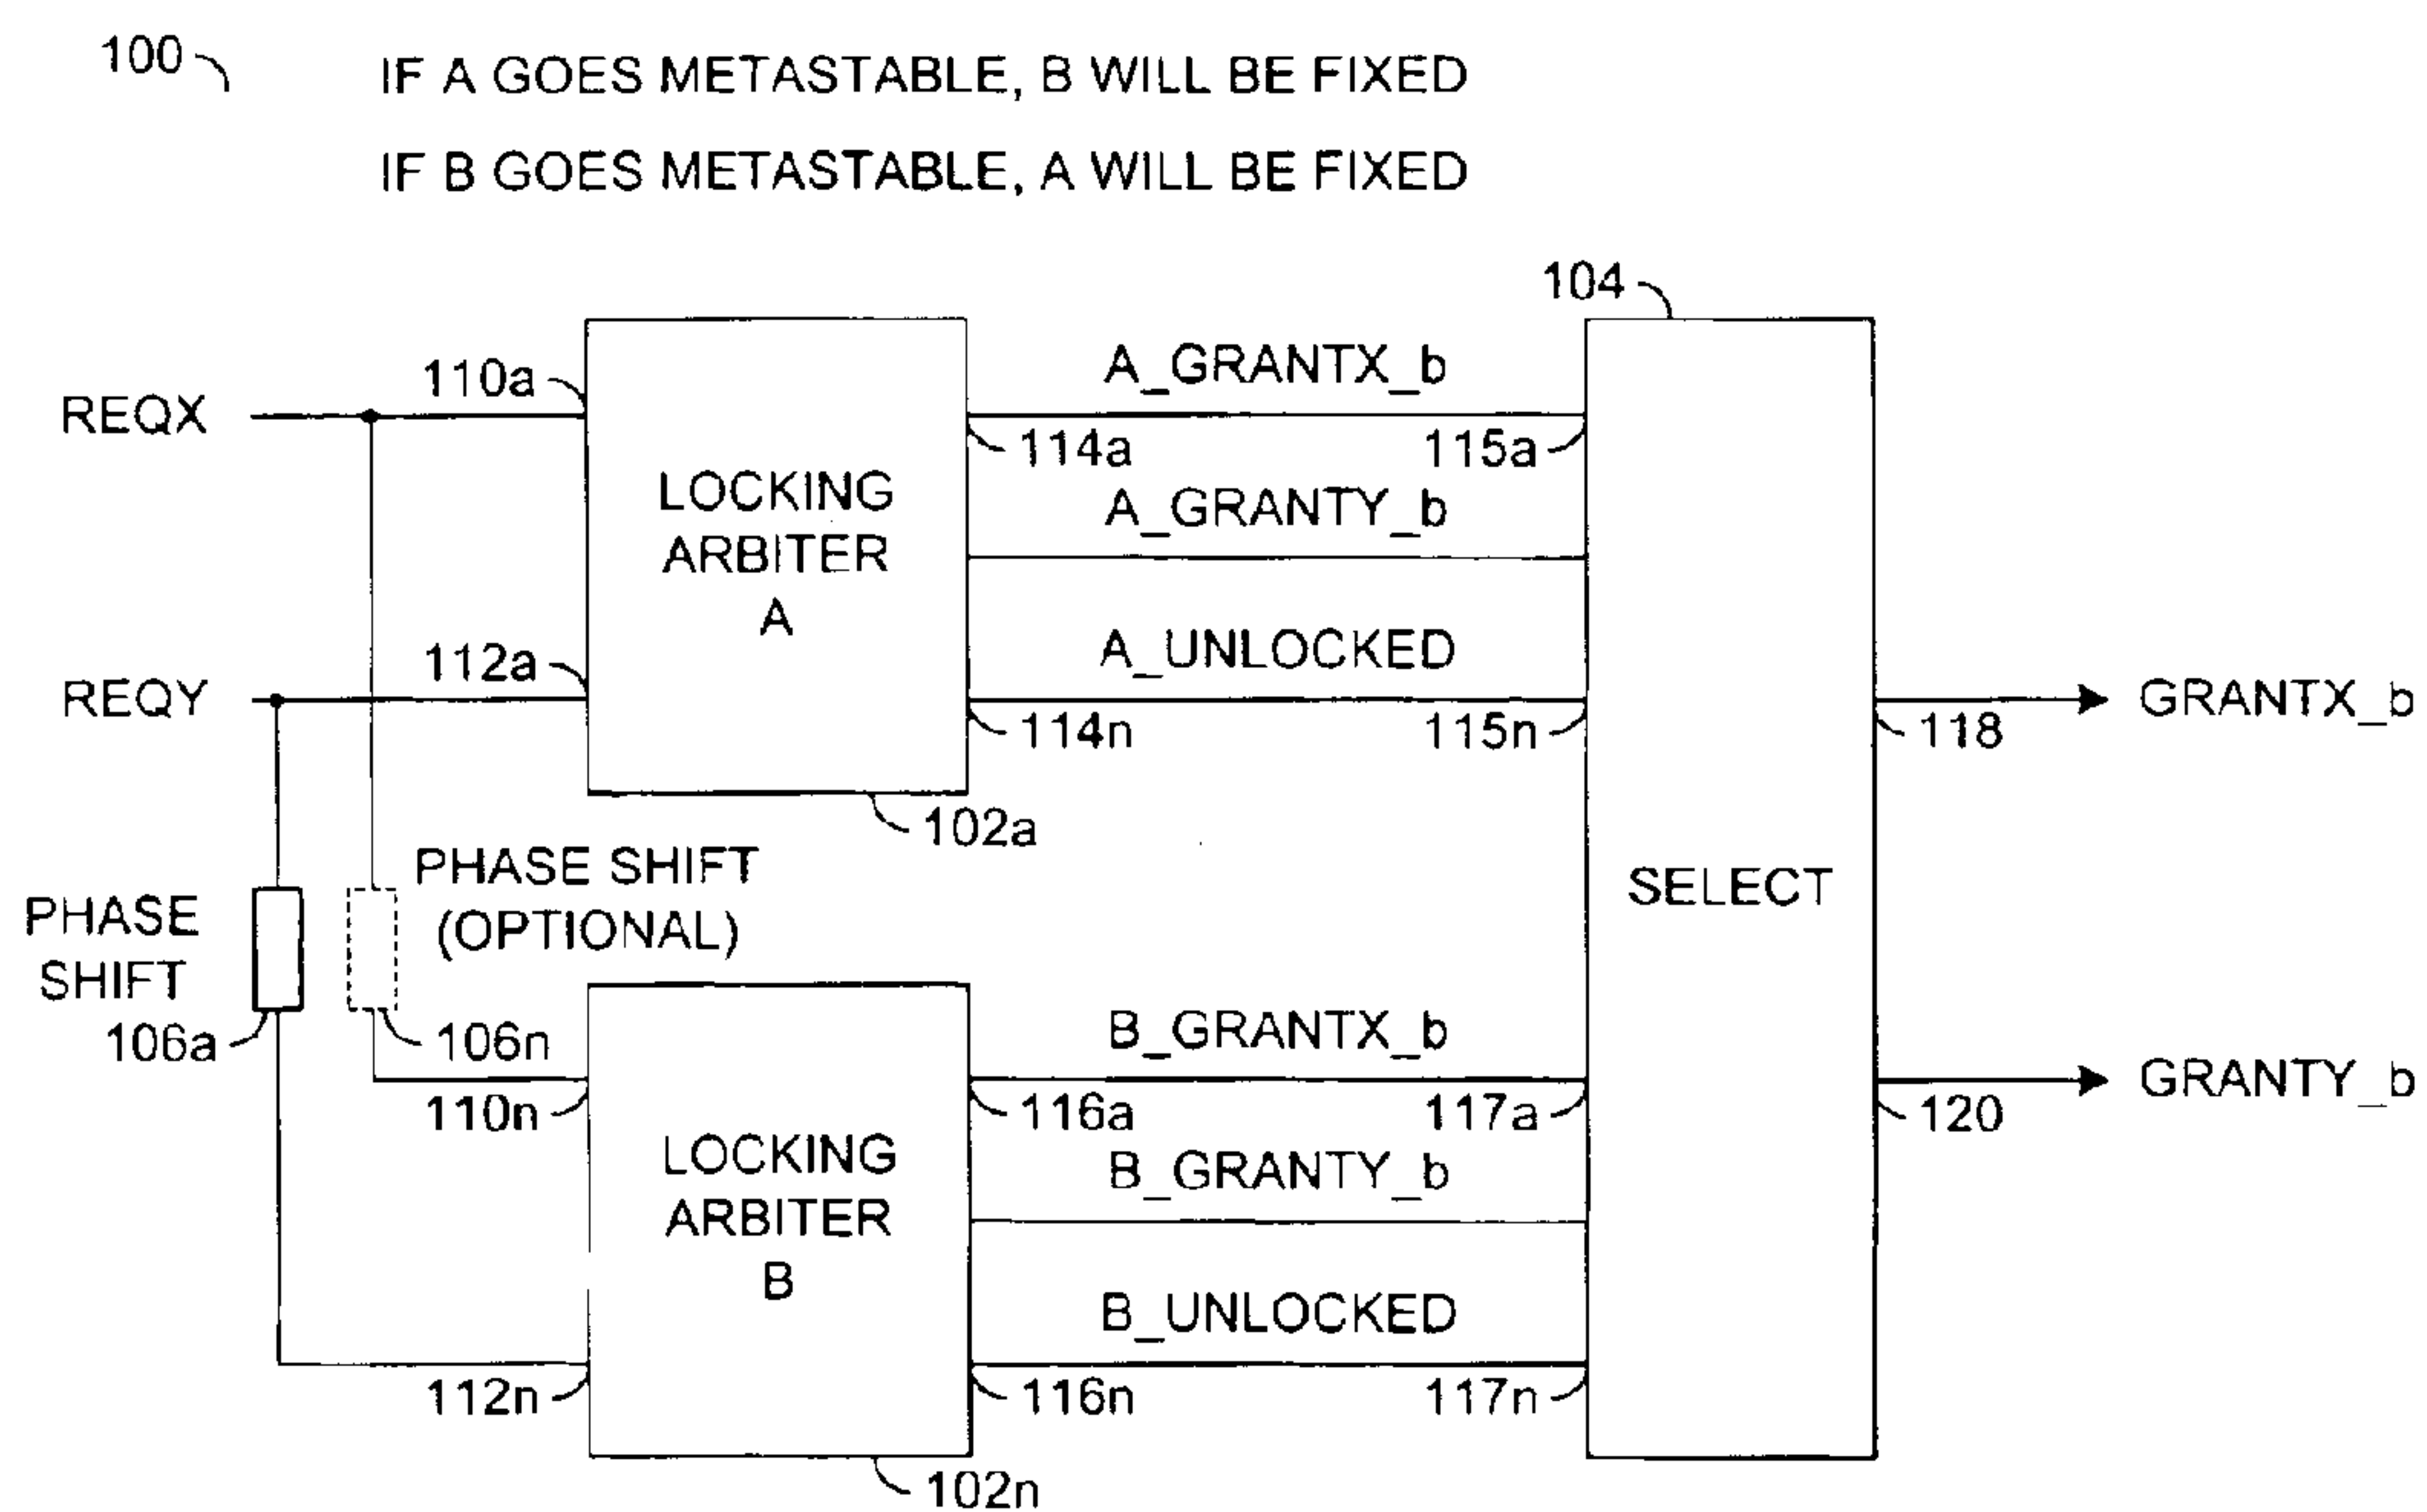 100
IF A GOES METASTABLE, B WILL BE FIXED
IF B GOES METASTABLE, A WILL BE FIXED
104
REQX
110a
A_GRANTX_b
114a
115a
LOCKING
ARBITER
A
A_GRANTY_b
REQY
112a
A_UNLOCKED
114n
115n
102a
118
GRANTX_b
PHASE
SHIFT
106a
PHASE SHIFT
(OPTIONAL)
106n
SELECT
110n
B_GRANTX_b
116a
117a
120
GRANTY_b
LOCKING
ARBITER
B
B_GRANTY_b
B_UNLOCKED
112n
116n
117n
102n